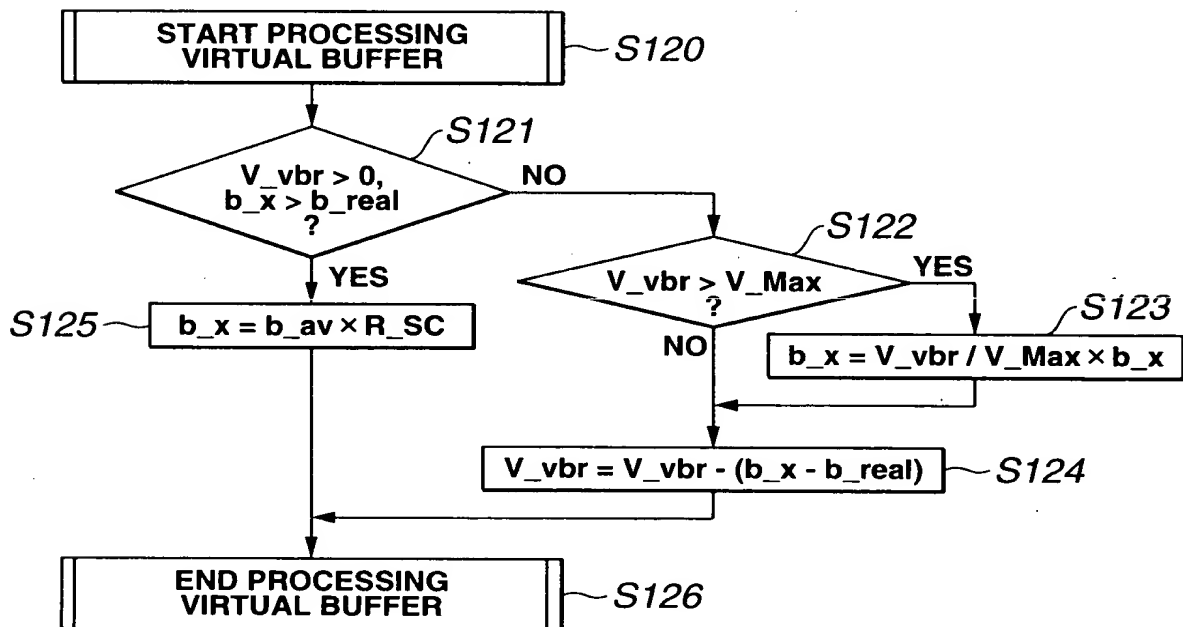 START PROCESSING
VIRTUAL BUFFER
S120
S121
V_vbr > 0,
b_x > b_real
?
NO
YES
S122
V_vbr > V_Max
?
YES
NO
S125
b_x = b_av × R_SC
S123
b_x = V_vbr / V_Max × b_x
V_vbr = V_vbr - (b_x - b_real)
S124
END PROCESSING
VIRTUAL BUFFER
S126